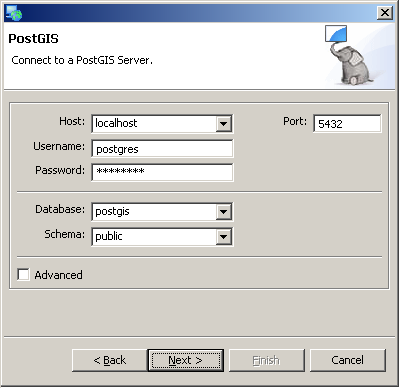 PostGIS
Connect to a PostGIS Server.
Host: localhost Port: 5432
Username: postgres
Password: ********
Database: postgis
Schema: public
Advanced
< Back Next > Finish Cancel